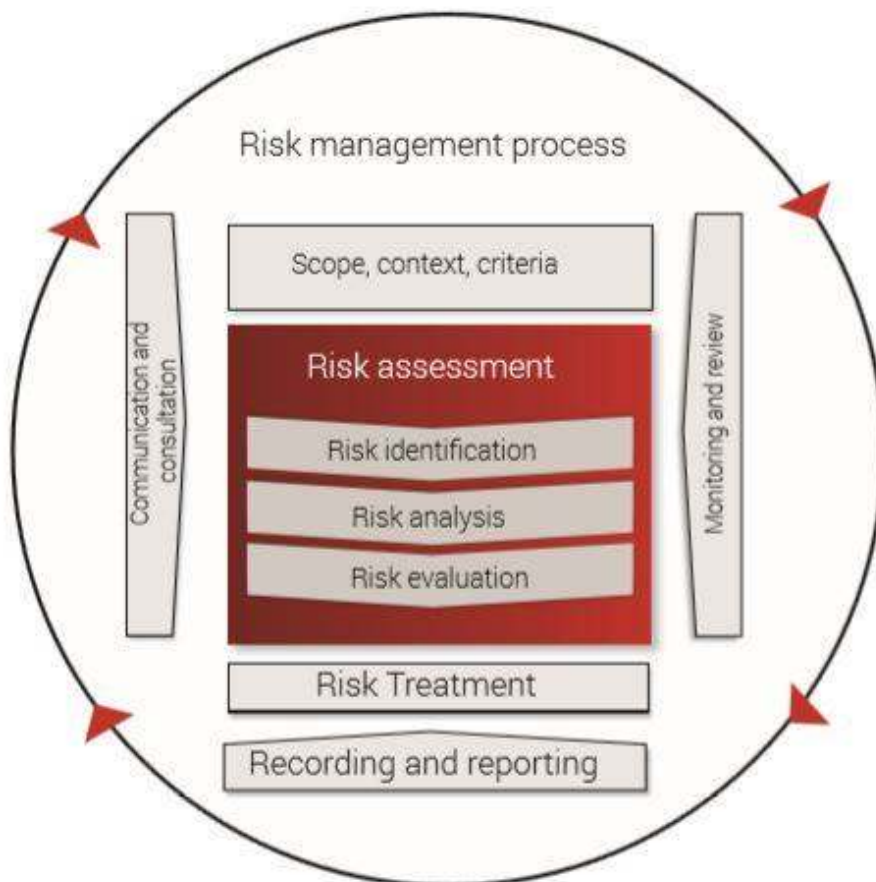 Risk management process
Communication and
consultation
Scope, context, criteria
Risk assessment
Risk identification
Risk analysis
Risk evaluation
Risk Treatment
Recording and reporting
Monitoring and review